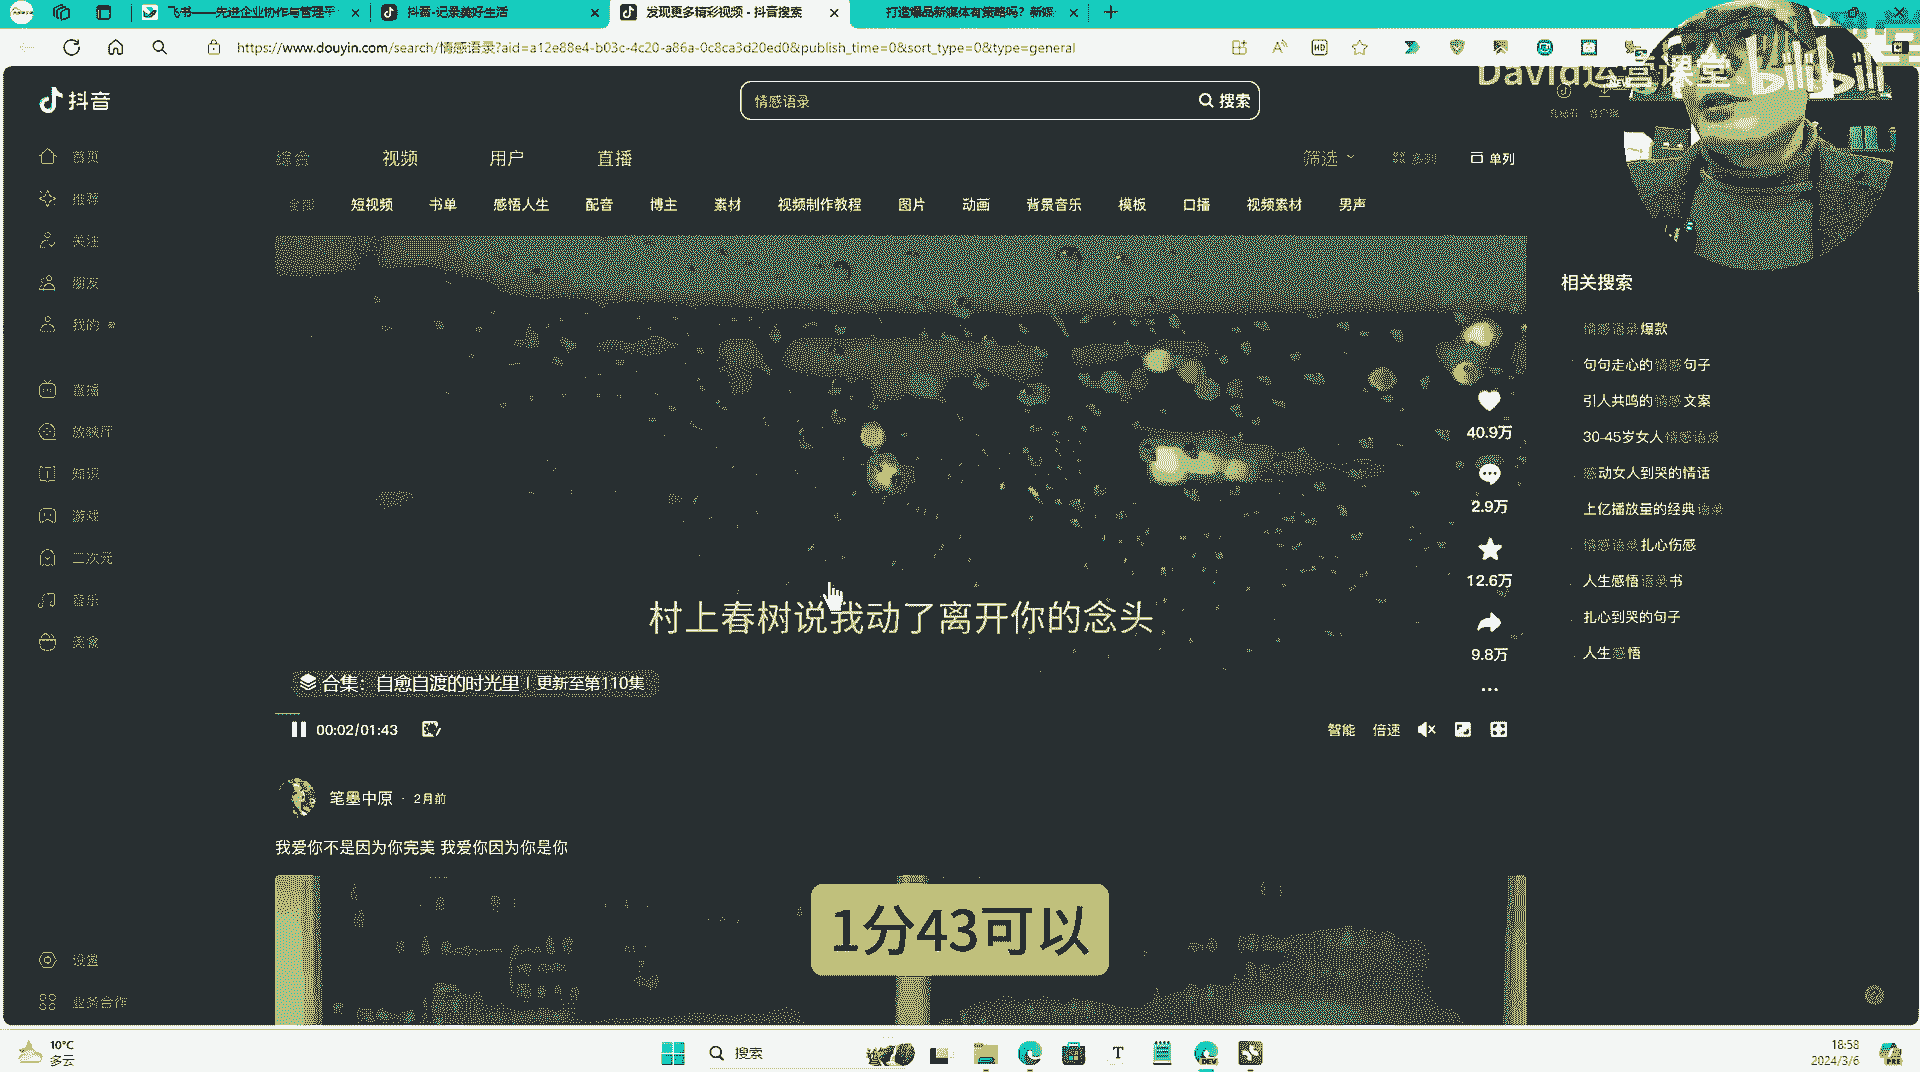 飞书——先进企业协作与管理平
抖音-记录美好生活
发现更多精彩视频 - 抖音搜索
打造爆品新媒体有策略吗？新媒
https://www.douyin.com/search/情感语录?aid=a12e88e4-b03c-4c20-a86a-0c8ca3d20ed0&publish_time=0&sort_type=0&type=general
David运营课堂
bilibili
抖音
情感语录
搜索
首页
推荐
关注
朋友
我的
直播
放映厅
知识
游戏
二次元
音乐
美食
设置
业务合作
综合
视频
用户
直播
筛选
多列
单列
全部
短视频
书单
感悟人生
配音
博主
素材
视频制作教程
图片
动画
背景音乐
模板
口播
视频素材
男声
40.9万
2.9万
12.6万
9.8万
村上春树说我动了离开你的念头
合集：自愈自渡的时光里 | 更新至第110集
00:02/01:43
智能
倍速
笔墨中原 · 2月前
我爱你不是因为你完美 我爱你因为你是你
相关搜索
情感语录爆款
句句走心的情感句子
引人共鸣的情感文案
30-45岁女人情感语录
感动女人到哭的情话
上亿播放量的经典语录
情感语录扎心伤感
人生感悟语录书
扎心到哭的句子
人生感悟
1分43可以
10°C
多云
搜索
18:58
2024/3/6